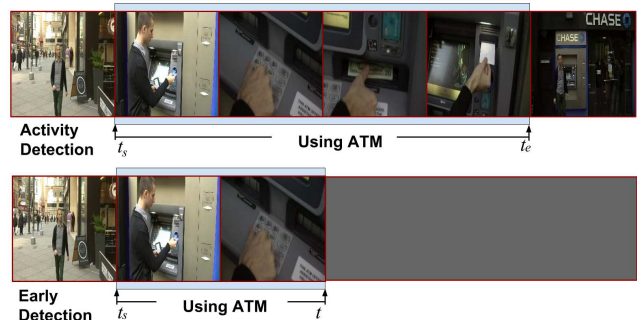 CHASE
CHASE
Activity
Detection
ts
Using ATM
te
Early
Detection
ts
Using ATM
t